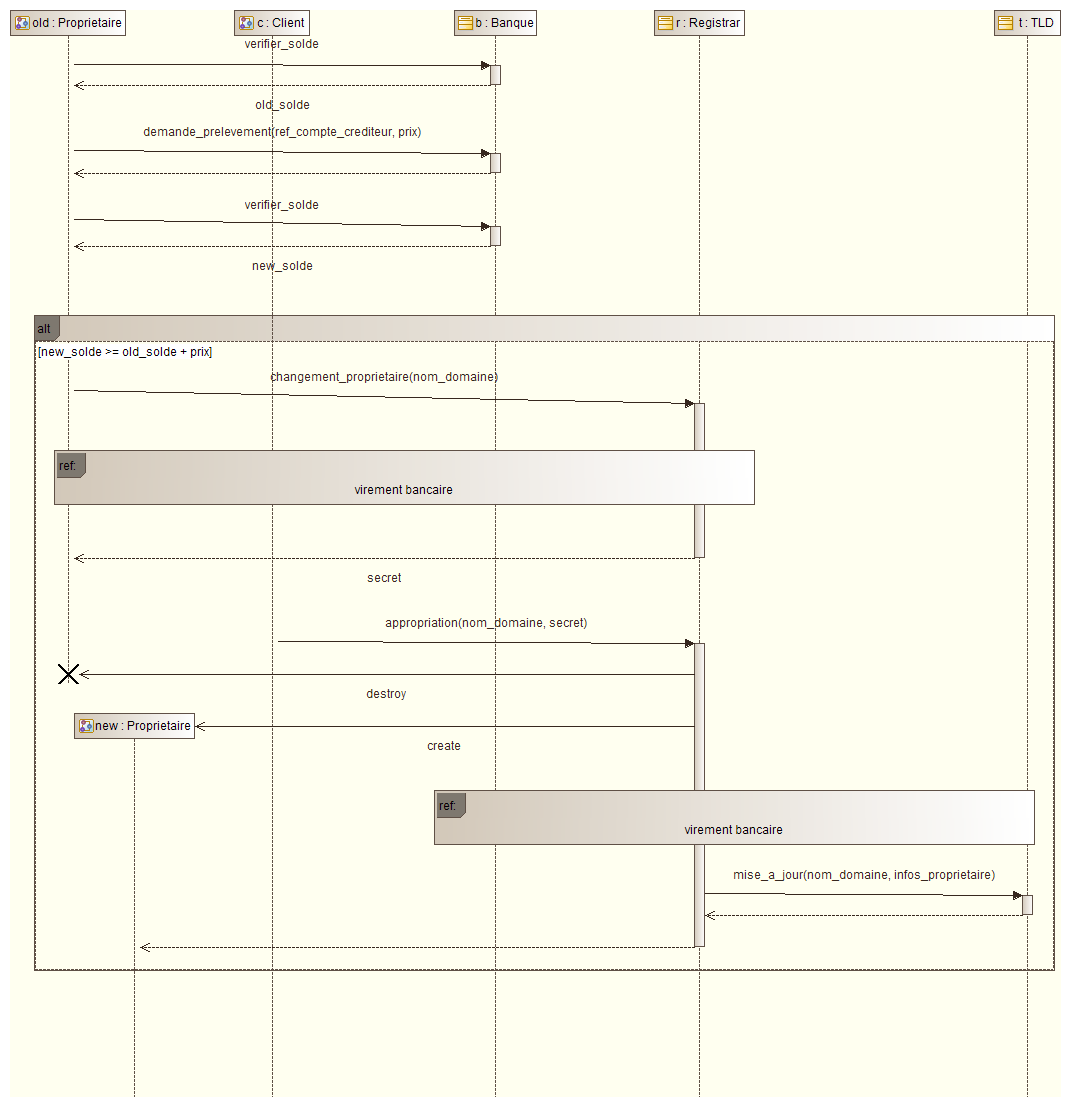 old : Proprietaire
c : Client
b : Banque
r : Registrar
t : TLD
verifier_solde
old_solde
demande_prelevement(ref_compte_crediteur, prix)
verifier_solde
new_solde
alt
[new_solde >= old_solde + prix]
changement_proprietaire(nom_domaine)
ref:
virement bancaire
secret
appropriation(nom_domaine, secret)
destroy
new : Proprietaire
create
ref:
virement bancaire
mise_a_jour(nom_domaine, infos_proprietaire)